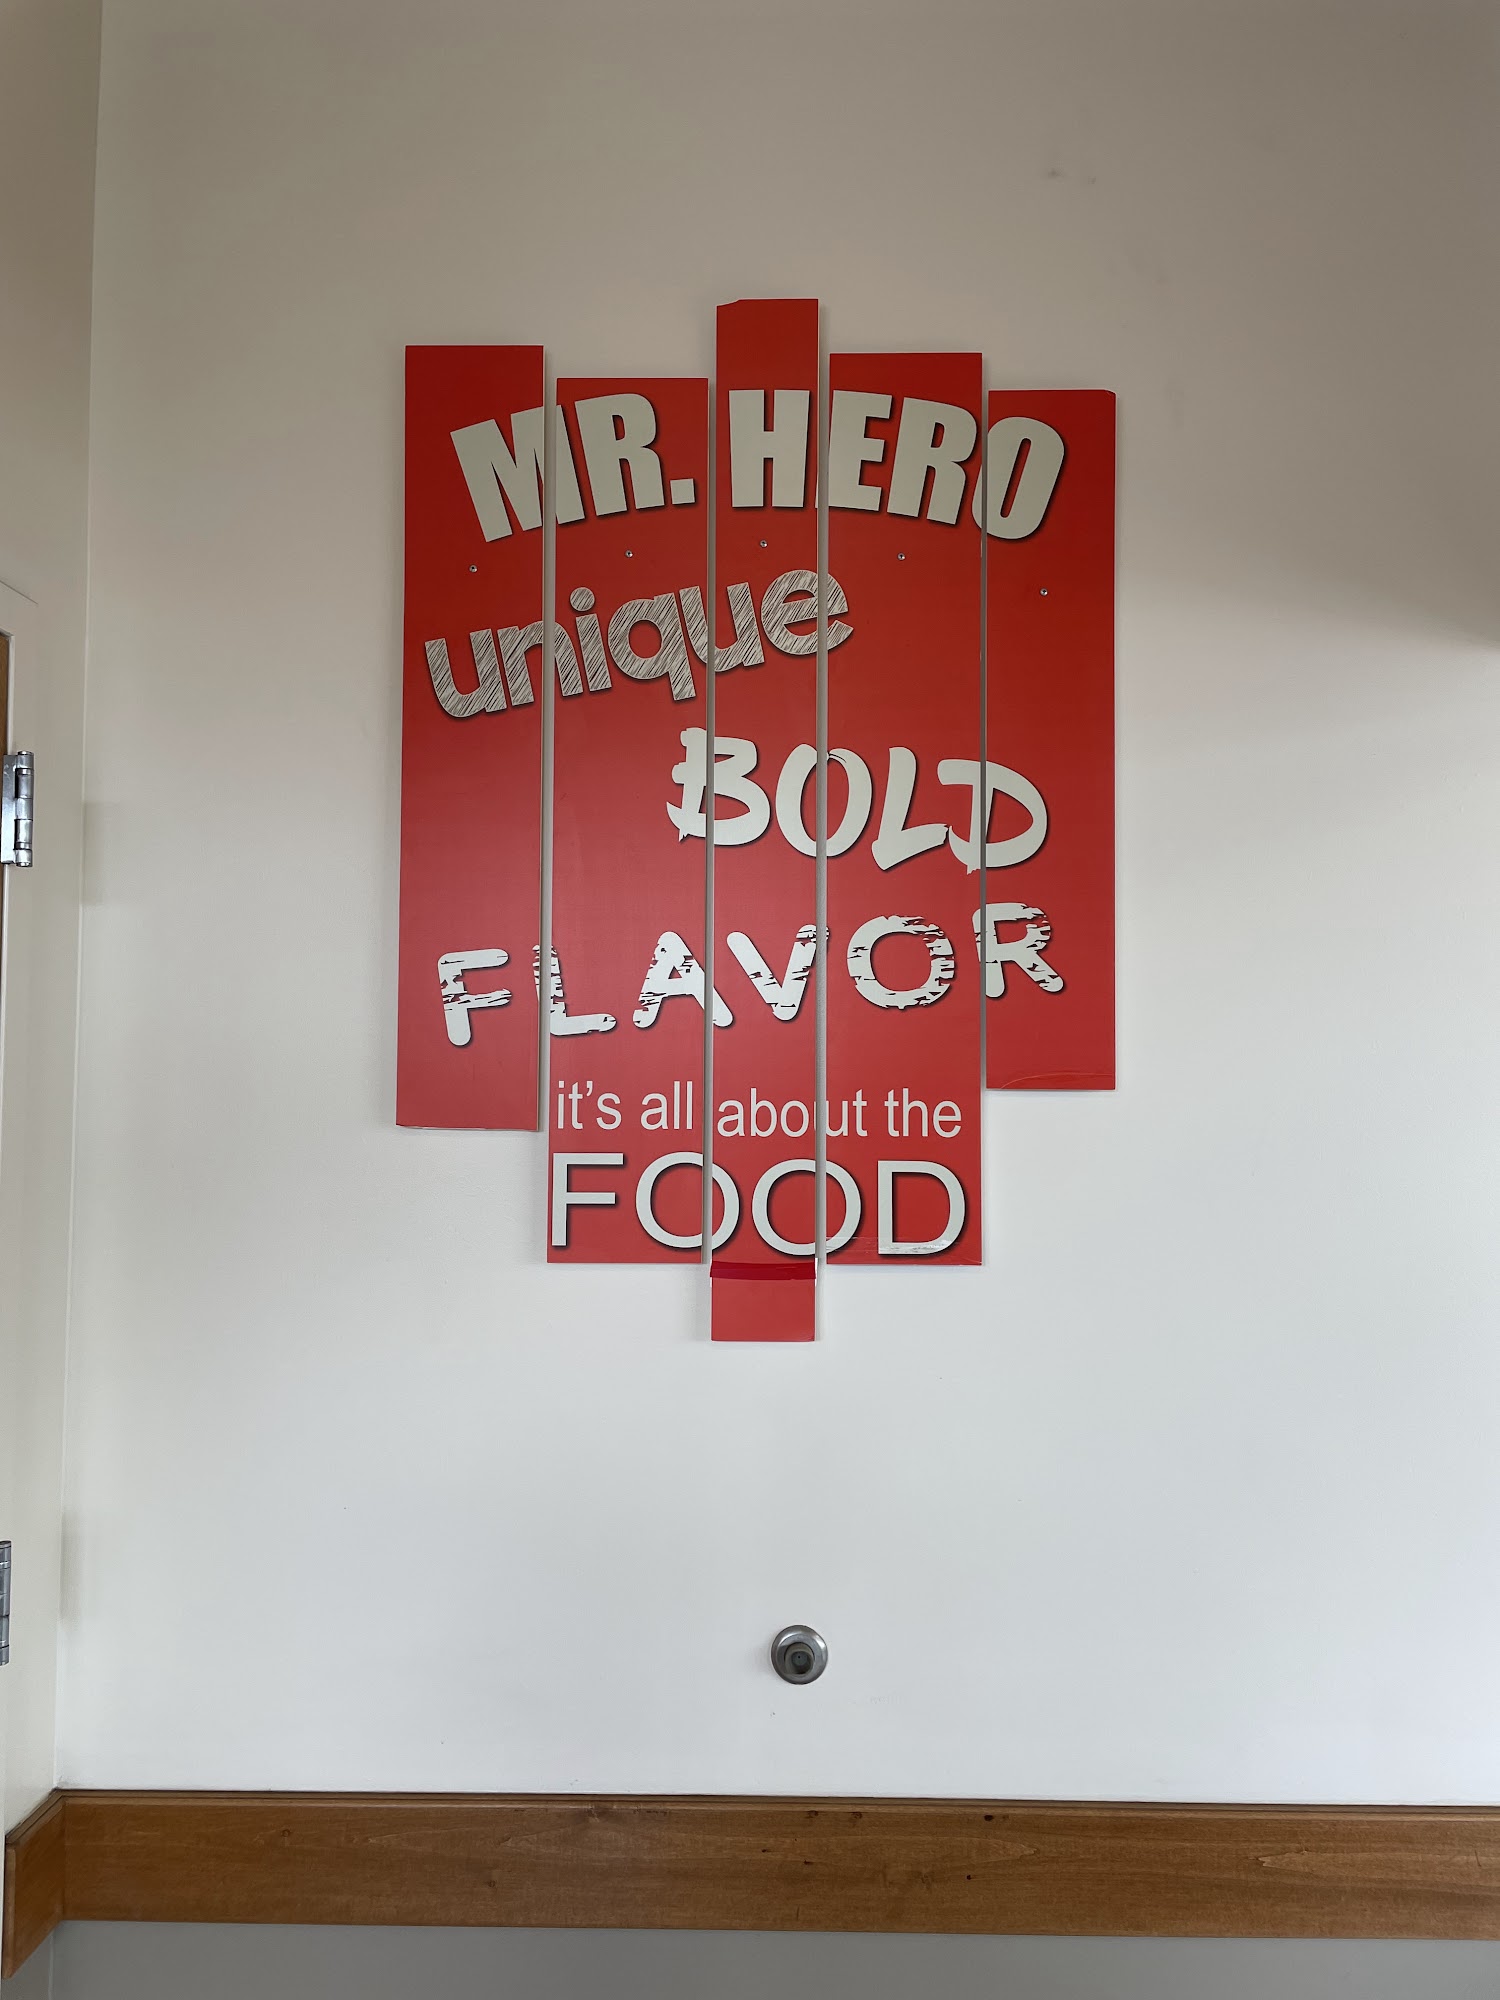 MR. HERO
unique
BOLD
FLAVOR
it's all about the
FOOD